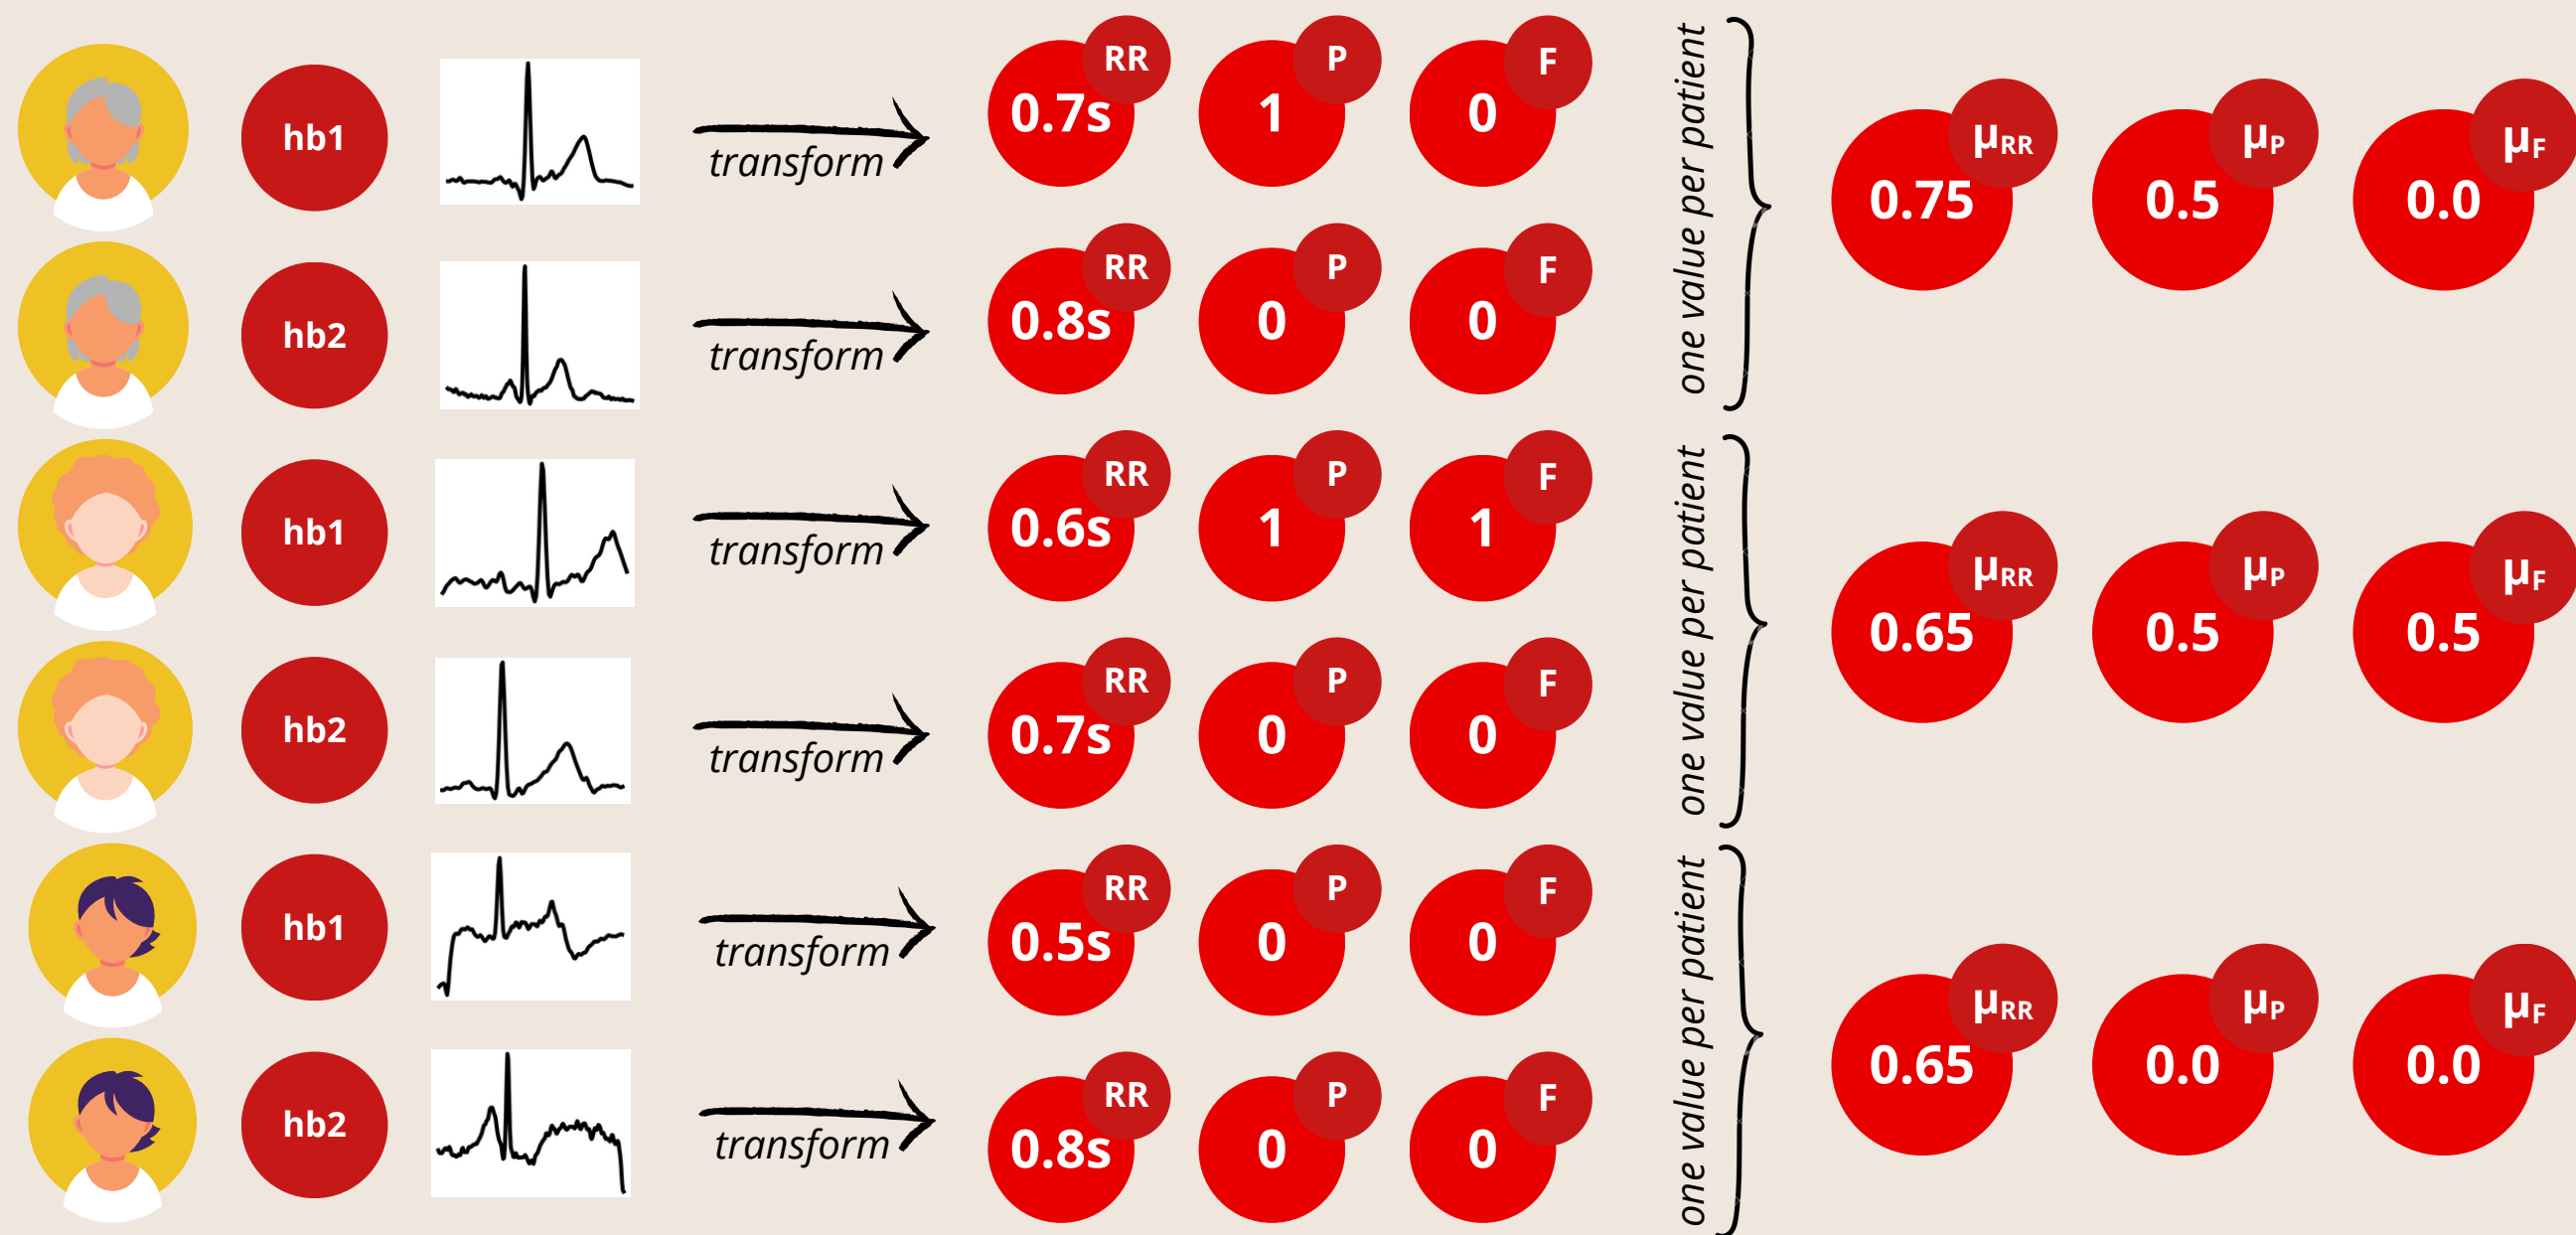 hb1
transform
0.7s RR
1 P
0 F
hb2
transform
0.8s RR
0 P
0 F
one value per patient
0.75 μRR
0.5 μP
0.0 μF
hb1
transform
0.6s RR
1 P
1 F
hb2
transform
0.7s RR
0 P
0 F
one value per patient
0.65 μRR
0.5 μP
0.5 μF
hb1
transform
0.5s RR
0 P
0 F
hb2
transform
0.8s RR
0 P
0 F
one value per patient
0.65 μRR
0.0 μP
0.0 μF